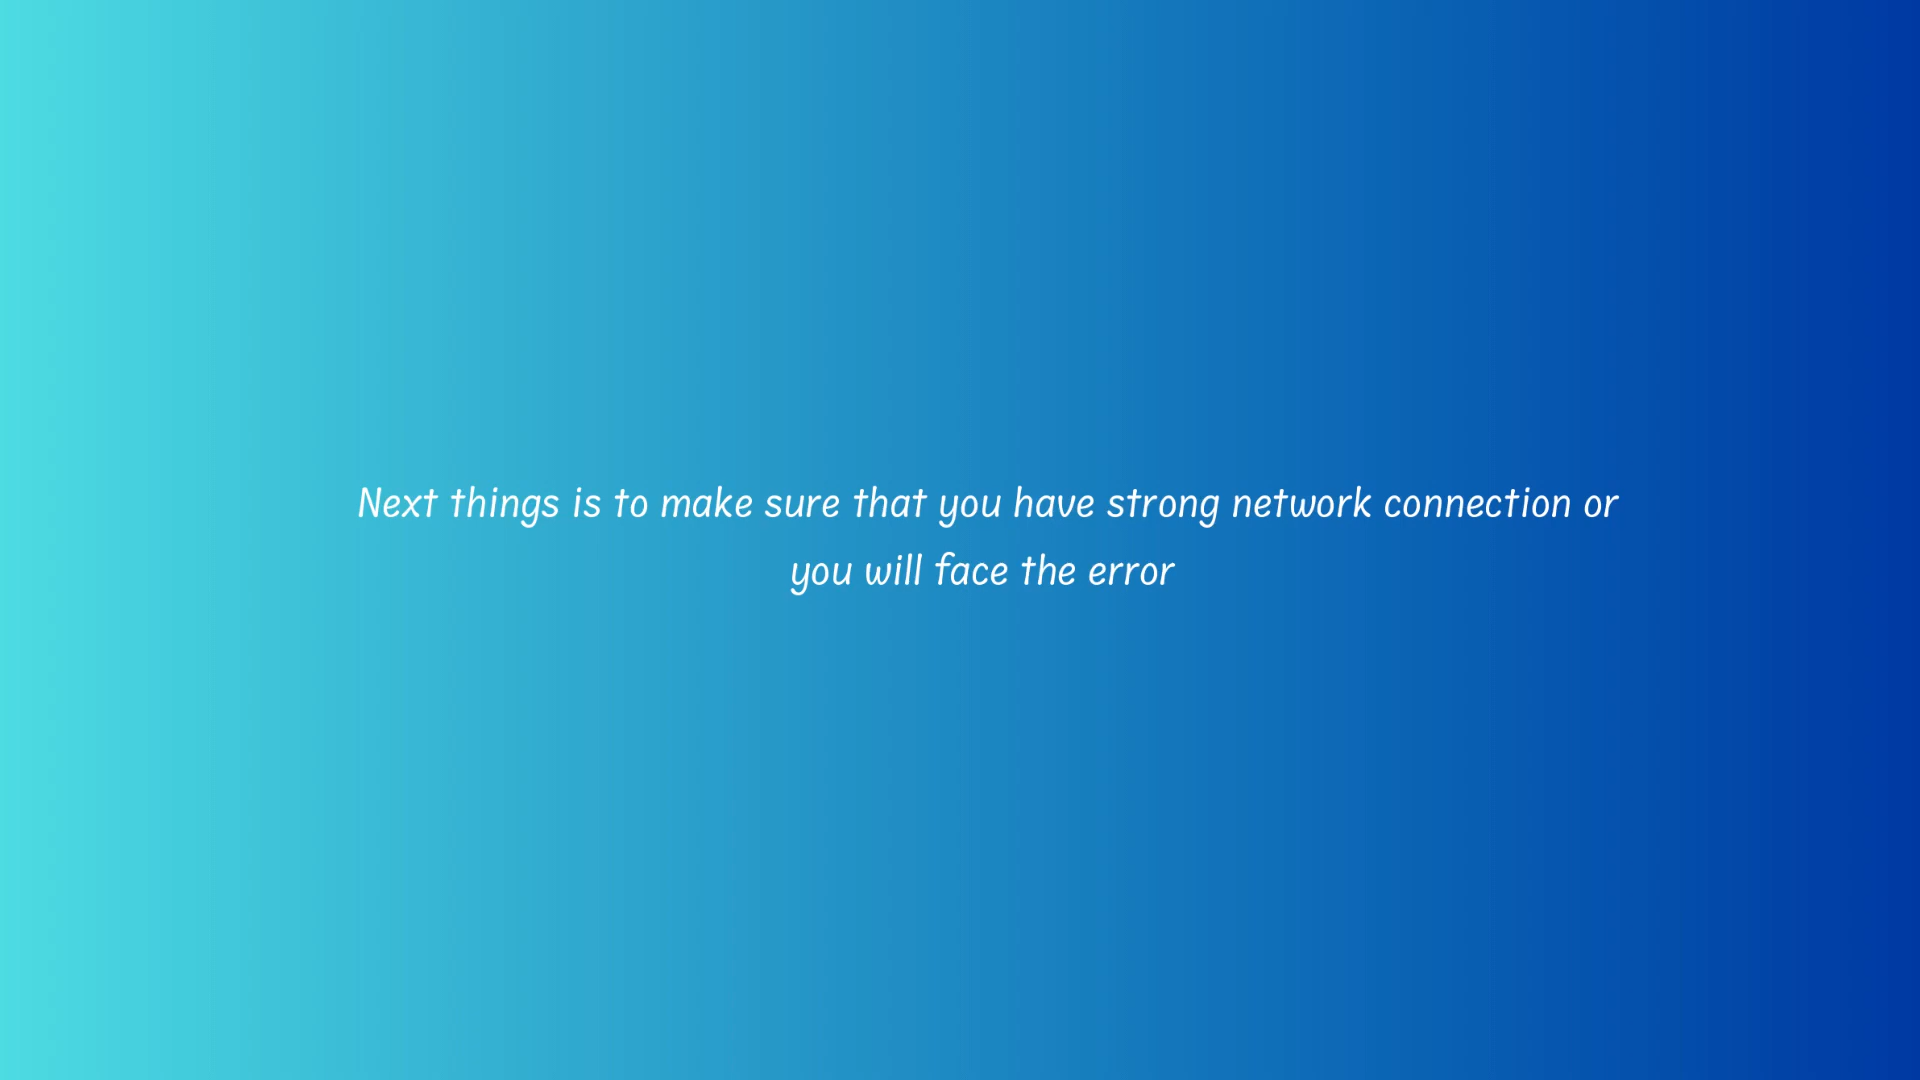 Next things is to make sure that you have strong network connection or
you will face the error